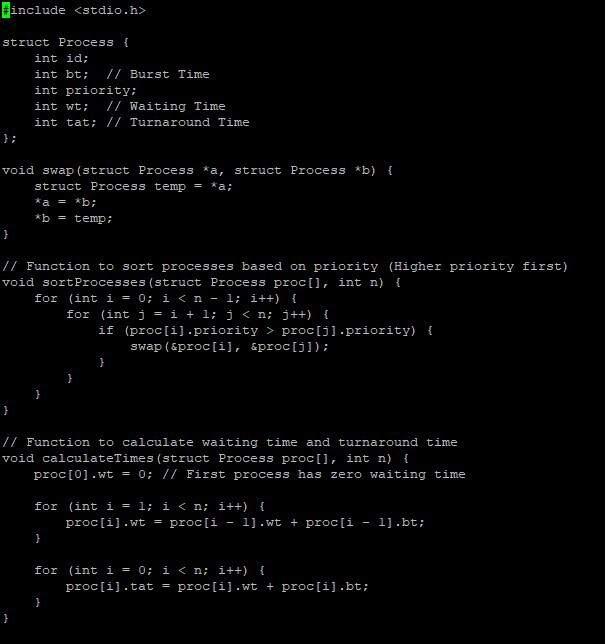 #include <stdio.h>

struct Process {
    int id;
    int bt;  // Burst Time
    int priority;
    int wt;  // Waiting Time
    int tat; // Turnaround Time
};

void swap(struct Process *a, struct Process *b) {
    struct Process temp = *a;
    *a = *b;
    *b = temp;
}

// Function to sort processes based on priority (Higher priority first)
void sortProcesses(struct Process proc[], int n) {
    for (int i = 0; i < n - 1; i++) {
        for (int j = i + 1; j < n; j++) {
            if (proc[i].priority > proc[j].priority) {
                swap(&proc[i], &proc[j]);
            }
        }
    }
}

// Function to calculate waiting time and turnaround time
void calculateTimes(struct Process proc[], int n) {
    proc[0].wt = 0; // First process has zero waiting time

    for (int i = 1; i < n; i++) {
        proc[i].wt = proc[i - 1].wt + proc[i - 1].bt;
    }

    for (int i = 0; i < n; i++) {
        proc[i].tat = proc[i].wt + proc[i].bt;
    }
}